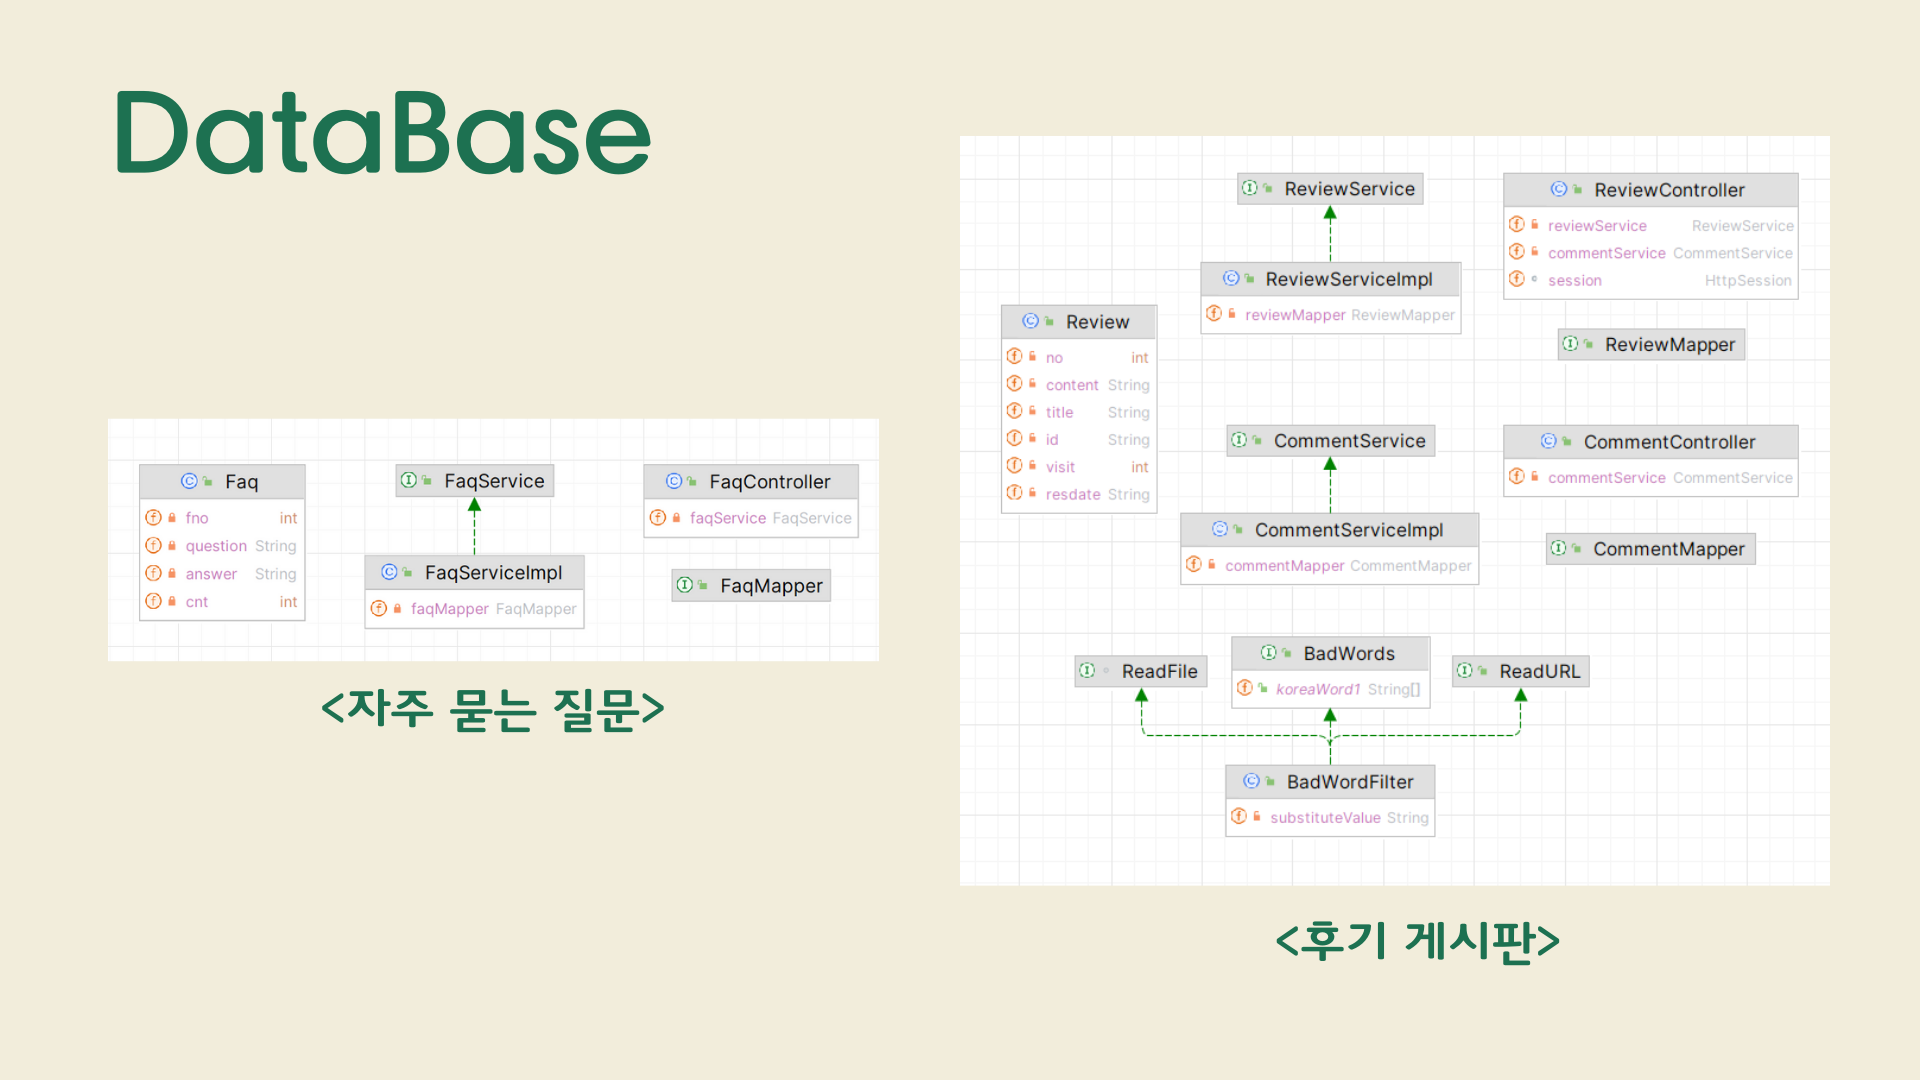 DataBase
Faq
fno int
question String
answer String
cnt int
FaqService
FaqServiceImpl
faqMapper FaqMapper
FaqController
faqService FaqService
FaqMapper
<자주 묻는 질문>
ReviewService
ReviewServiceImpl
reviewMapper ReviewMapper
ReviewController
reviewService ReviewService
commentService CommentService
session HttpSession
ReviewMapper
Review
no int
content String
title String
id String
visit int
resdate String
CommentService
CommentServiceImpl
commentMapper CommentMapper
CommentController
commentService CommentService
CommentMapper
ReadFile
BadWords
koreaWord1 String[]
ReadURL
BadWordFilter
substituteValue String
<후기 게시판>